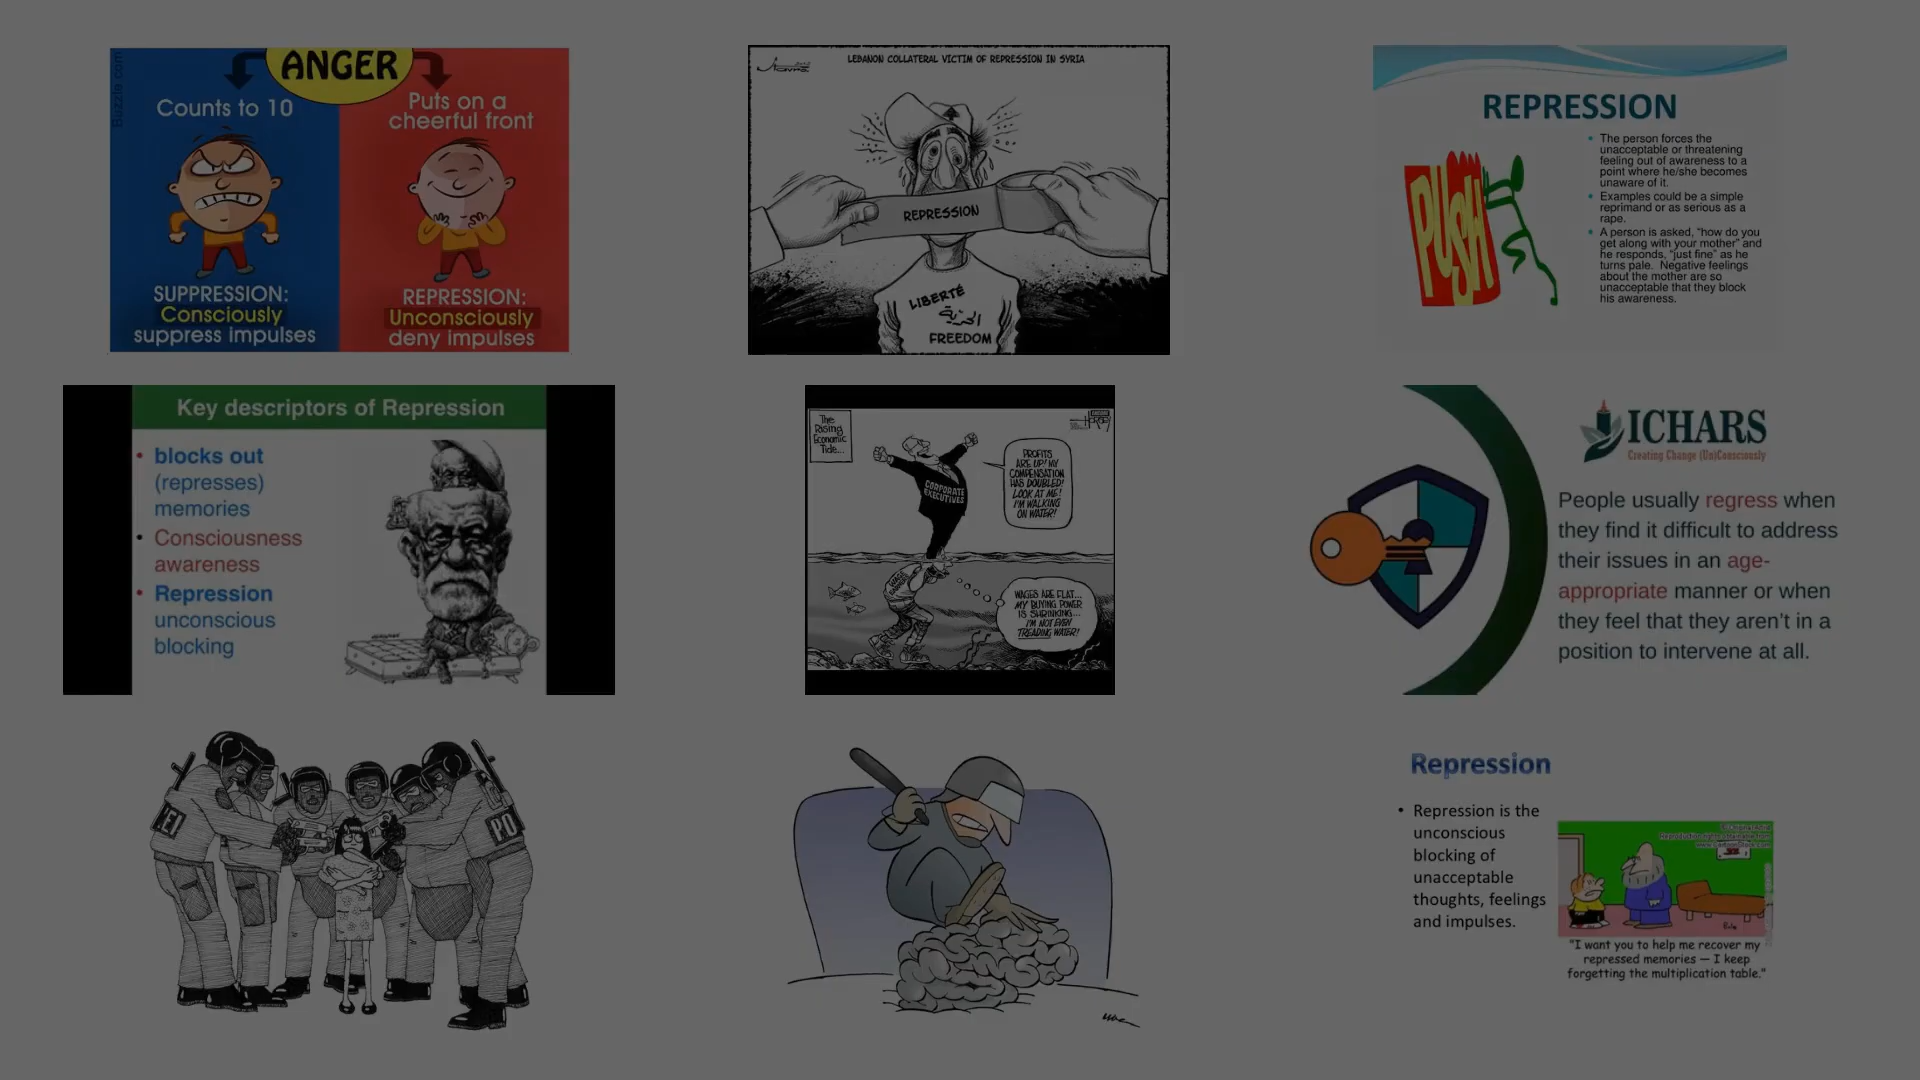 Buzzle.com
ANGER
Counts to 10
Puts on a
cheerful front
SUPPRESSION:
Consciously
suppress impulses
REPRESSION:
Unconsciously
deny impulses
LEBANON COLLATERAL VICTIM OF REPRESSION IN SYRIA
REPRESSION
LIBERTÉ
الحرية
FREEDOM
REPRESSION
PUSH
• The person forces the
unacceptable or threatening
feeling out of awareness to a
point where he/she becomes
unaware of it.
• Examples could be a simple
reprimand or as serious as a
rape.
• A person is asked, “how do you
get along with your mother” and
he responds, “just fine” as he
turns pale. Negative feelings
about the mother are so
unacceptable that they block
his awareness.
Key descriptors of Repression
• blocks out
(represses)
memories
• Consciousness
awareness
• Repression
unconscious
blocking
The
Rising
Economic
Tide...
PROFITS
ARE UP! MY
COMPENSATION
HAS DOUBLED!
LOOK AT ME!
I'M WALKING
ON WATER!
CORPORATE
EXECUTIVES
WAGES ARE FLAT...
MY BUYING POWER
IS SHRINKING...
I'M NOT EVEN
TREADING WATER!
ICHARS
Creating Change (Un)Consciously
People usually regress when
they find it difficult to address
their issues in an age-
appropriate manner or when
they feel that they aren't in a
position to intervene at all.
PO
Repression
• Repression is the
unconscious
blocking of
unacceptable
thoughts, feelings
and impulses.
"I want you to help me recover my
repressed memories — I keep
forgetting the multiplication table."